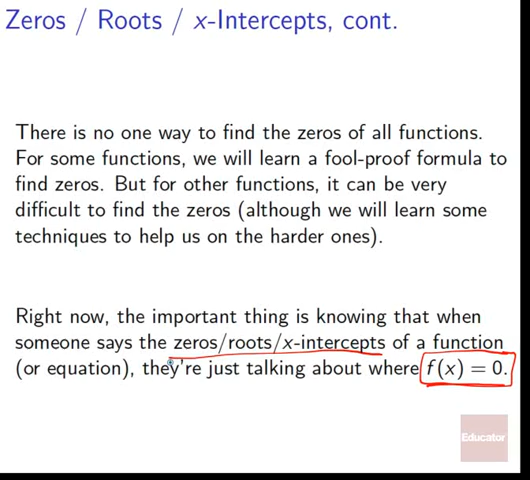 Zeros / Roots / x-Intercepts, cont.
There is no one way to find the zeros of all functions.
For some functions, we will learn a fool-proof formula to
find zeros. But for other functions, it can be very
difficult to find the zeros (although we will learn some
techniques to help us on the harder ones).
Right now, the important thing is knowing that when
someone says the zeros/roots/x-intercepts of a function
(or equation), they're just talking about where f(x) = 0.
Educator